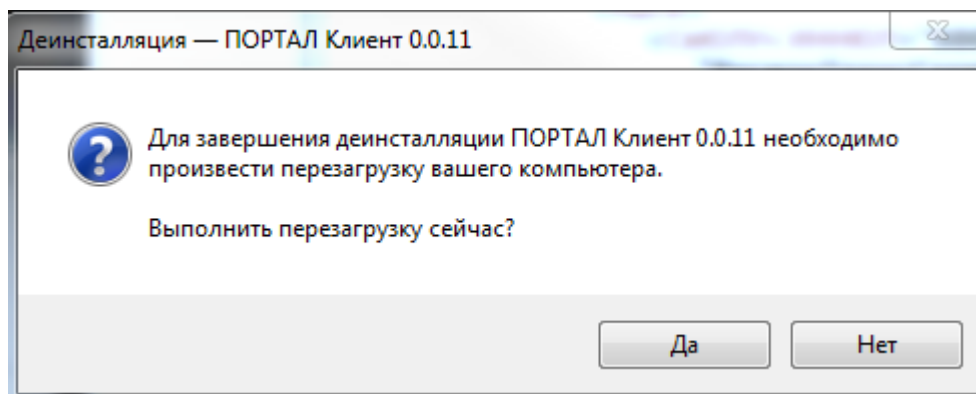 Деинсталляция — ПОРТАЛ Клиент 0.0.11
Для завершения деинсталляции ПОРТАЛ Клиент 0.0.11 необходимо
произвести перезагрузку вашего компьютера.
Выполнить перезагрузку сейчас?
Да Нет